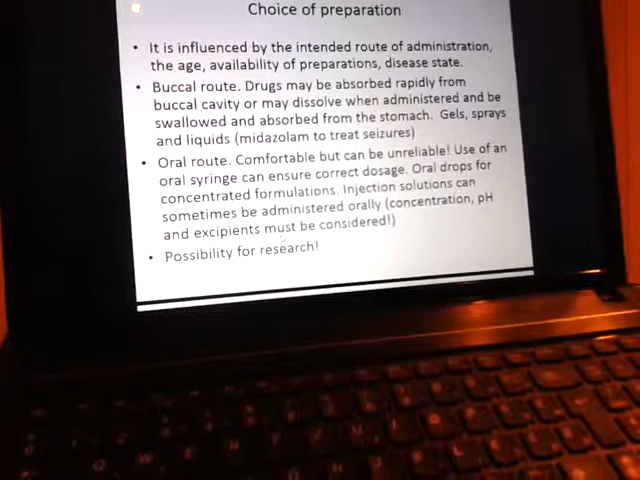 Choice of preparation
• It is influenced by the intended route of administration,
the age, availability of preparations, disease state.
• Buccal route. Drugs may be absorbed rapidly from
buccal cavity or may dissolve when administered and be
swallowed and absorbed from the stomach. Gels, sprays
and liquids (midazolam to treat seizures)
• Oral route. Comfortable but can be unreliable! Use of an
oral syringe can ensure correct dosage. Oral drops for
concentrated formulations. Injection solutions can
sometimes be administered orally (concentration, pH
and excipients must be considered!)
• Possibility for research!